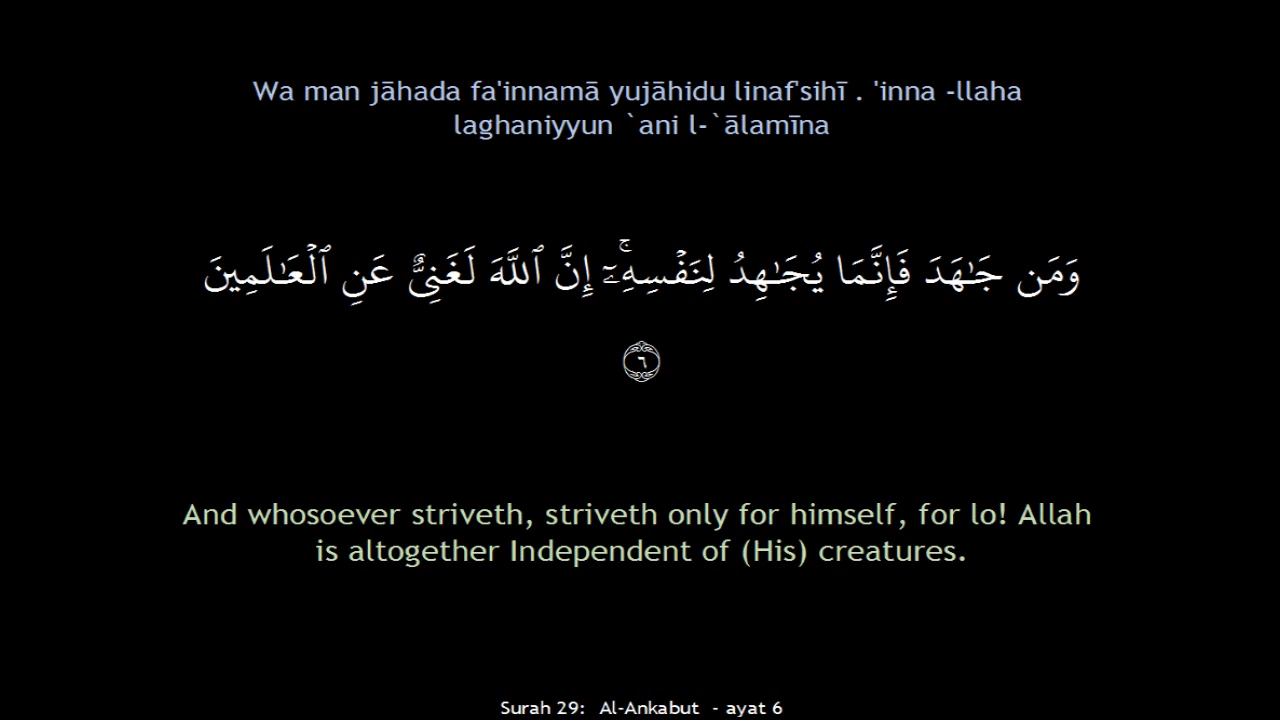 Wa man jāhada fa'innamā yujāhidu linaf'sihī . 'inna -llaha
laghaniyyun `ani l-`ālamīna
وَمَن جَـٰهَدَ فَإِنَّمَا يُجَـٰهِدُ لِنَفْسِهِۦٓ ۚ إِنَّ ٱللَّهَ لَغَنِىٌّ عَنِ ٱلْعَـٰلَمِينَ
٦
And whosoever striveth, striveth only for himself, for lo! Allah
is altogether Independent of (His) creatures.
Surah 29: Al-Ankabut - ayat 6